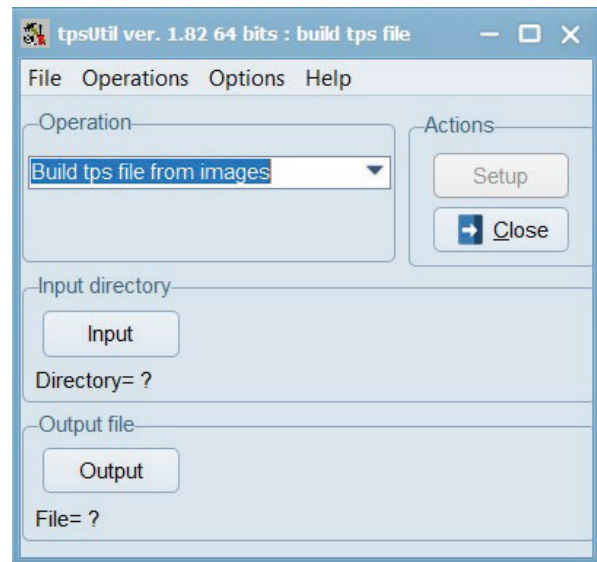 tpsUtil ver. 1.82 64 bits : build tps file
File Operations Options Help
Operation
Build tps file from images
Actions
Setup
Close
Input directory
Input
Directory= ?
Output file
Output
File= ?